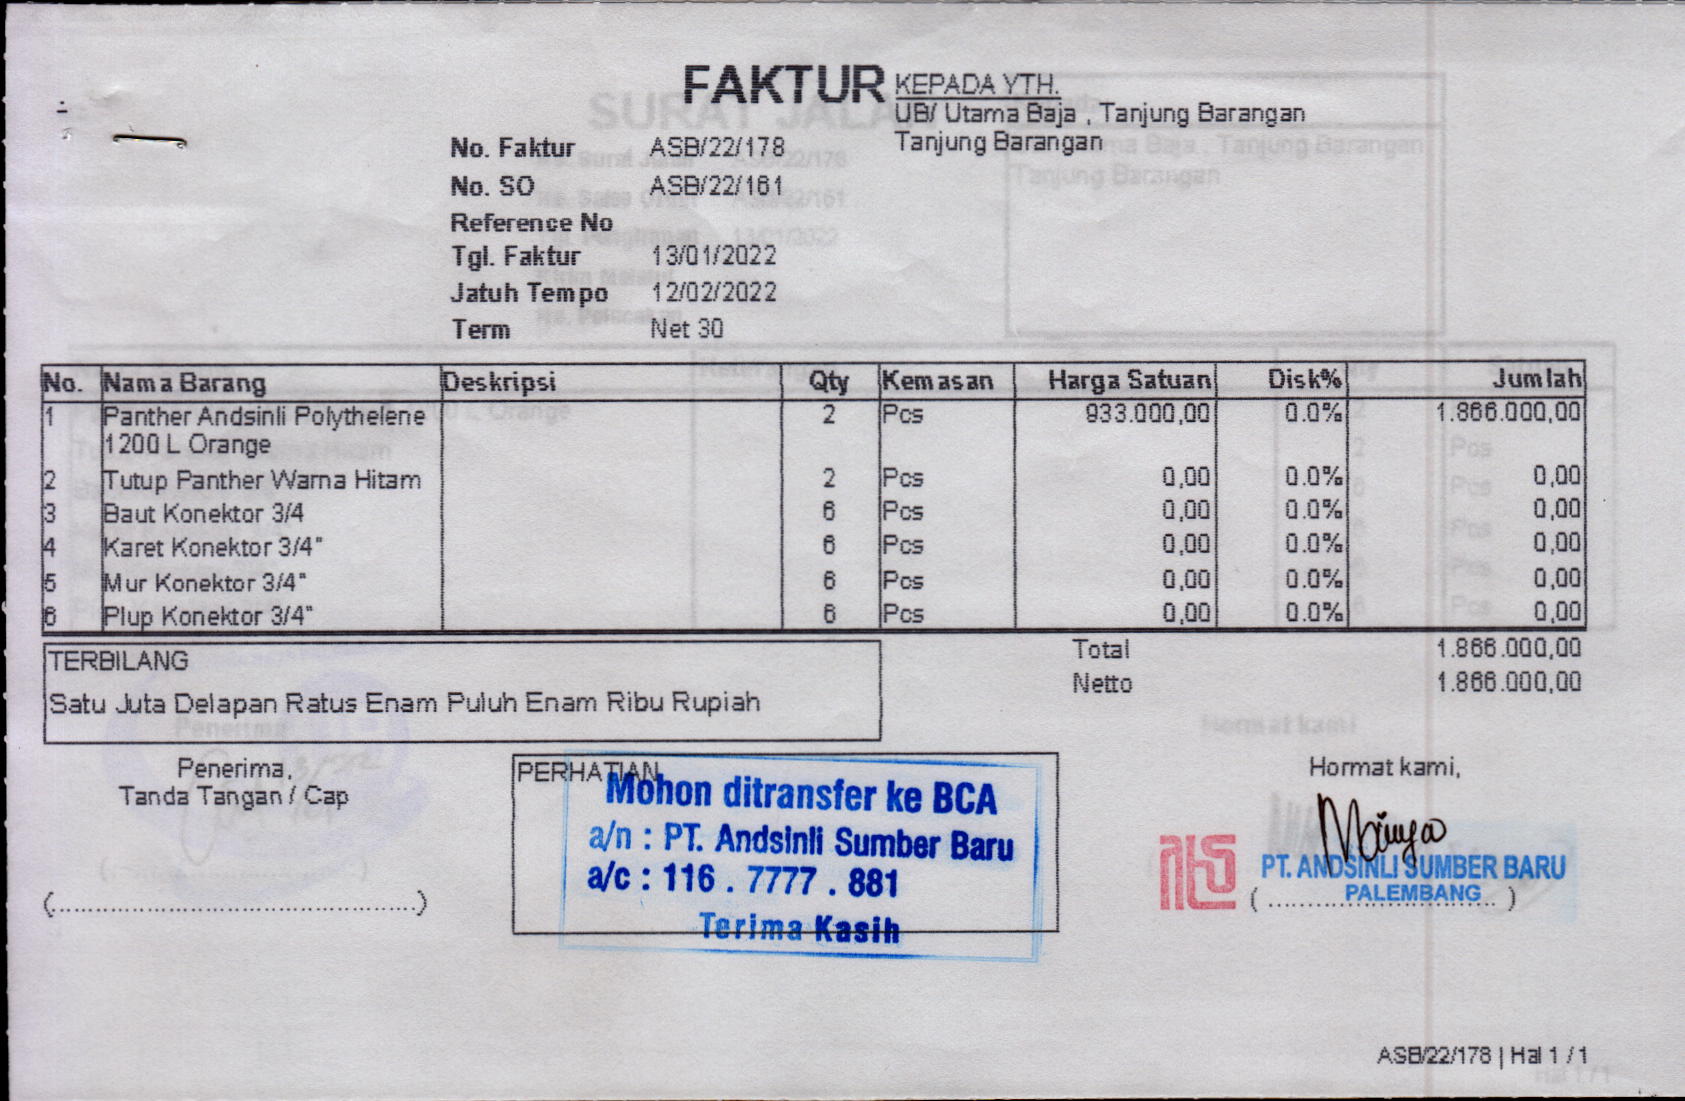 FAKTUR
KEPADA YTH.
UB/ Utama Baja , Tanjung Barangan
Tanjung Barangan
No. Faktur ASB/22/178
No. SO ASB/22/161
Reference No
Tgl. Faktur 13/01/2022
Jatuh Tempo 12/02/2022
Term Net 30
No. Nama Barang Deskripsi Qty Kemasan Harga Satuan Disk% Jumlah
1 Panther Andsinli Polythelene 2 Pcs 933.000,00 0.0% 1.866.000,00
1200 L Orange
2 Tutup Panther Warna Hitam 2 Pcs 0,00 0.0% 0,00
3 Baut Konektor 3/4 6 Pcs 0,00 0.0% 0,00
4 Karet Konektor 3/4" 6 Pcs 0,00 0.0% 0,00
5 Mur Konektor 3/4" 6 Pcs 0,00 0.0% 0,00
6 Plup Konektor 3/4" 6 Pcs 0,00 0.0% 0,00
Total 1.866.000,00
Netto 1.866.000,00
TERBILANG
Satu Juta Delapan Ratus Enam Puluh Enam Ribu Rupiah
Penerima,
Tanda Tangan / Cap
(..............................................)
PERHATIAN
Mohon ditransfer ke BCA
a/n : PT. Andsinli Sumber Baru
a/c : 116 . 7777 . 881
Terima Kasih
Hormat kami,
PT. ANDSINLI SUMBER BARU
PALEMBANG
(..............................)
ASB/22/178 | Hal 1 / 1